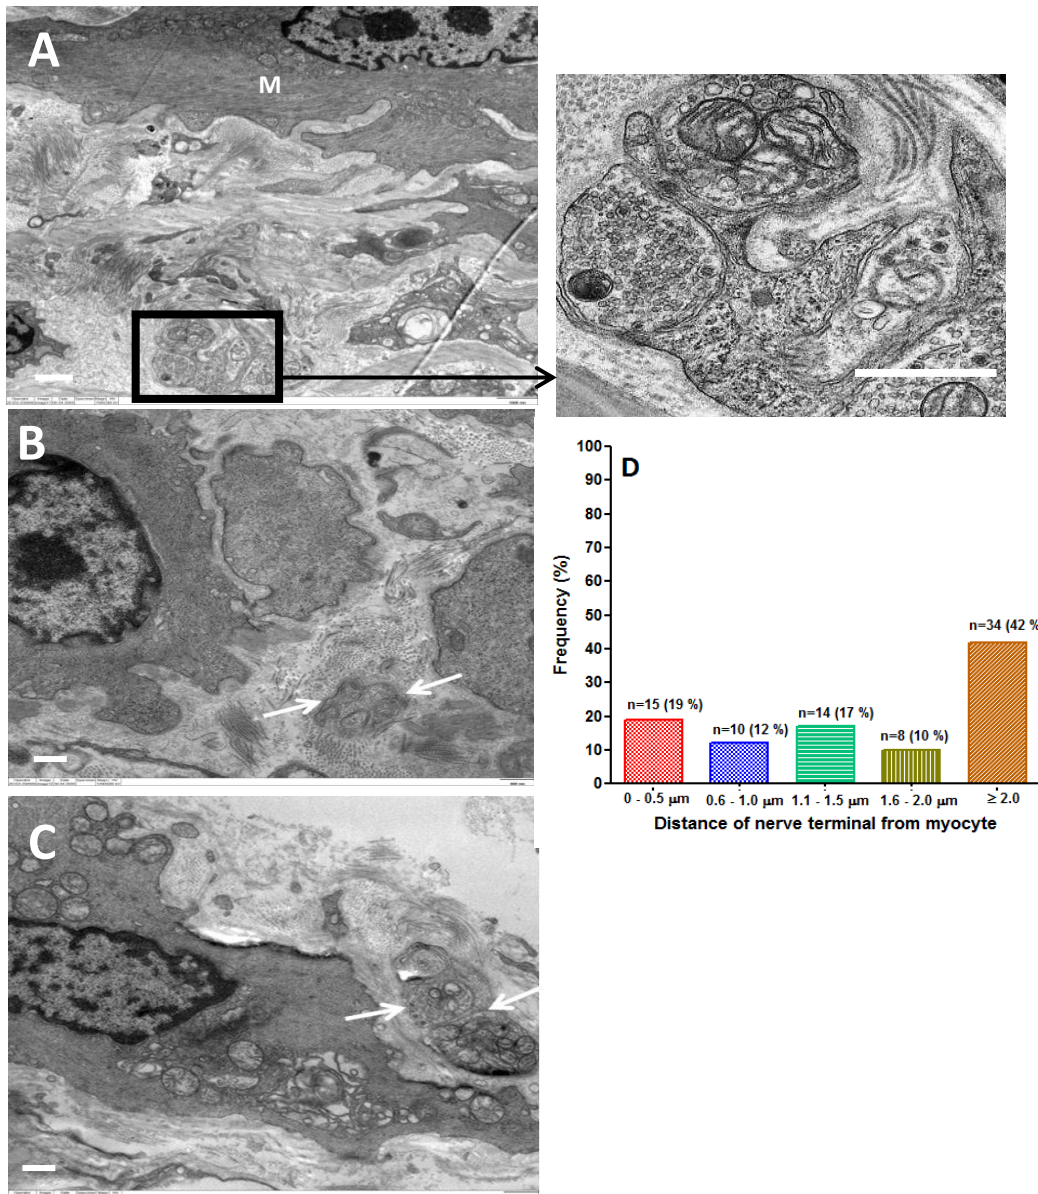 A
M
B
C
D
100
90
80
70
60
50
40
30
20
10
0
Frequency (%)
n=15 (19 %)
n=10 (12 %)
n=14 (17 %)
n=8 (10 %)
n=34 (42 %
0 - 0.5 μm
0.6 - 1.0 μm
1.1 - 1.5 μm
1.6 - 2.0 μm
≥ 2.0
Distance of nerve terminal from myocyte